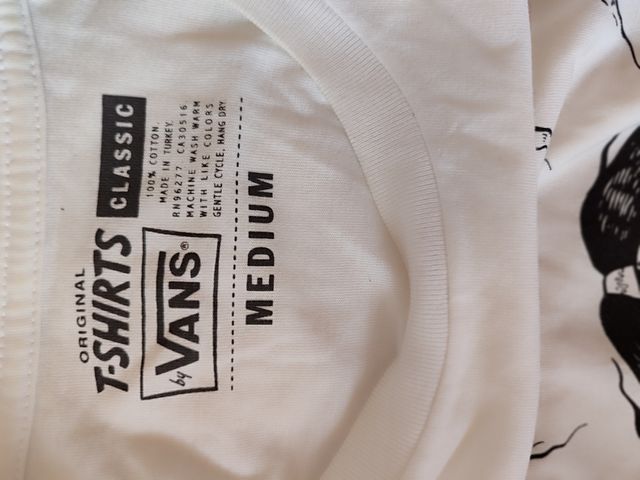 ORIGINAL
T-SHIRTS CLASSIC
by VANS®
100% COTTON
MADE IN TURKEY
RN96277 CA30516
MACHINE WASH WARM
WITH LIKE COLORS
GENTLE CYCLE, HANG DRY.
MEDIUM